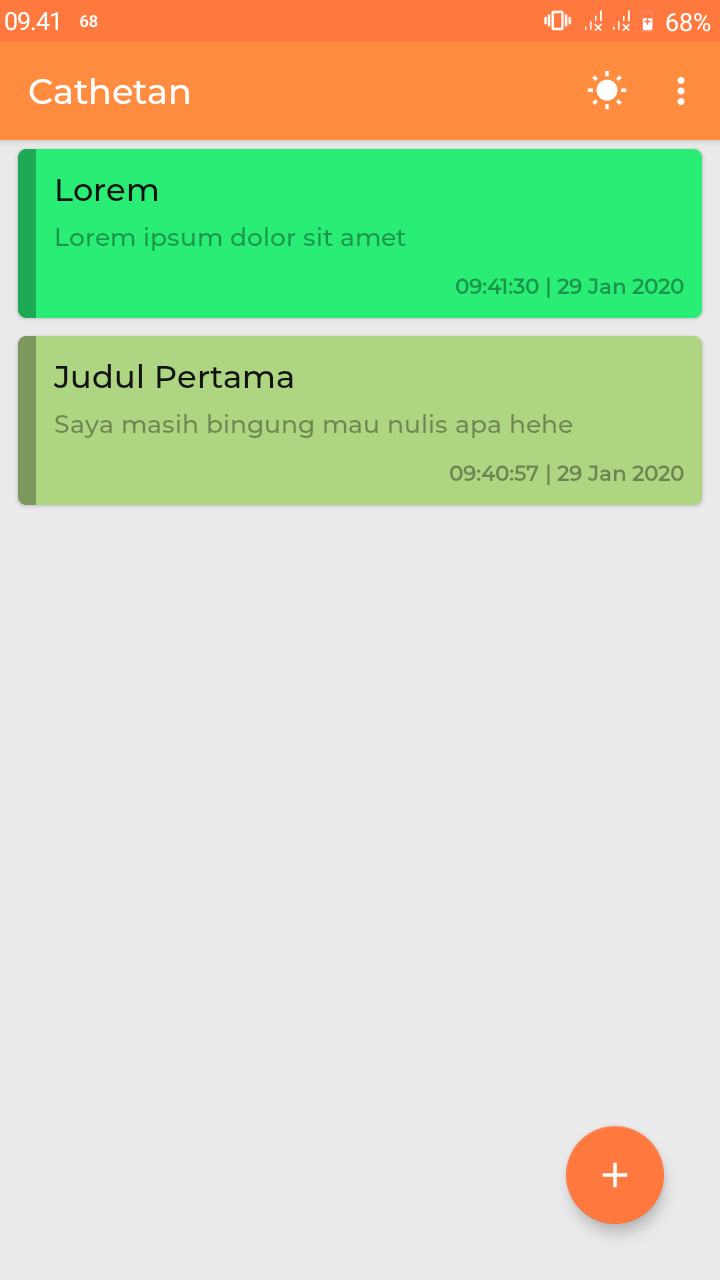 09.41 68 68%
Cathetan
Lorem
Lorem ipsum dolor sit amet
09:41:30 | 29 Jan 2020
Judul Pertama
Saya masih bingung mau nulis apa hehe
09:40:57 | 29 Jan 2020